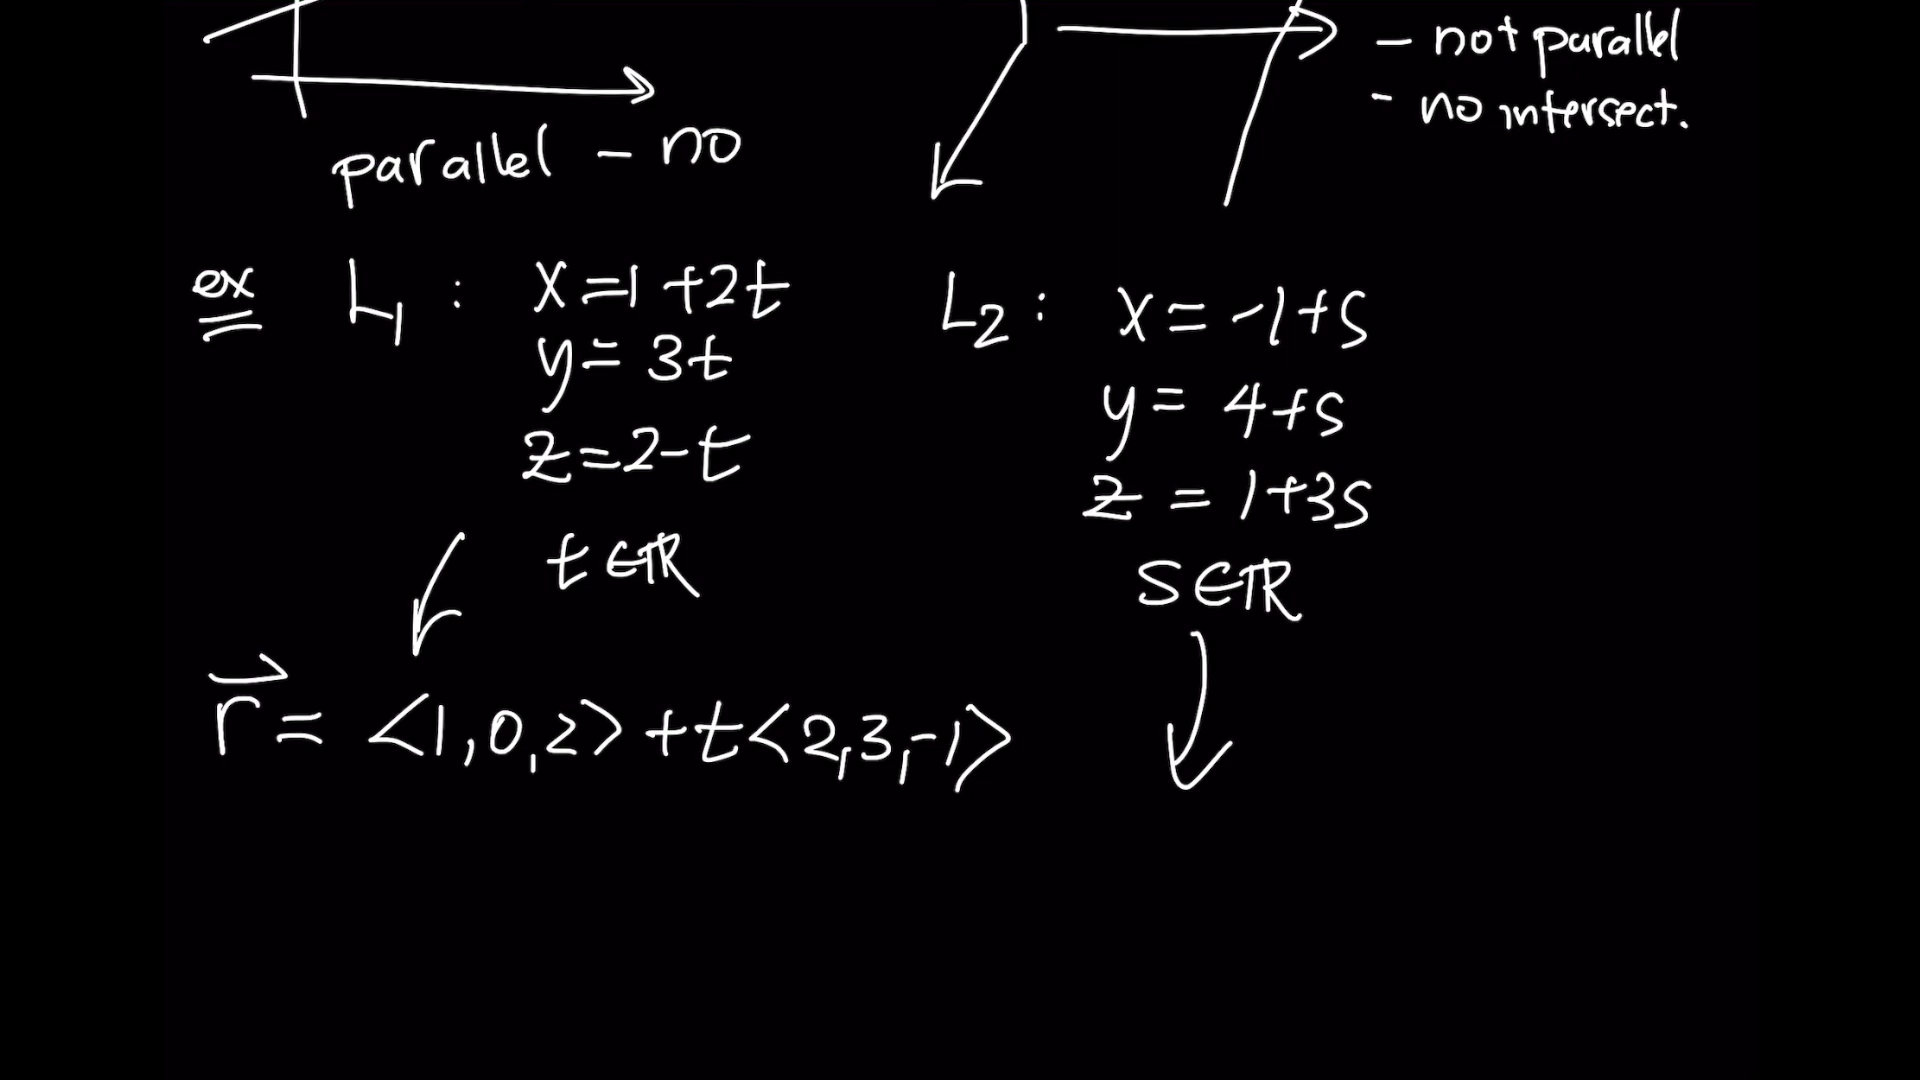 - not parallel
- no intersect.
parallel - no
ex L₁ : x=1+2t
y=3t
z=2-t
t∈ℝ
L₂ : x=-1+s
y=4+s
z=1+3s
s∈ℝ
r⃗ = <1,0,2>+t<2,3,-1>